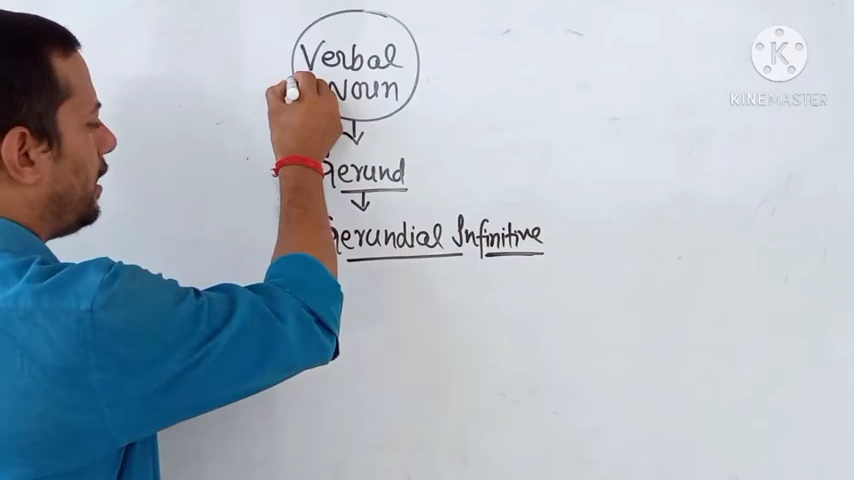 Verbal
Noun
Gerund
Gerundial Infinitive
KINEMASTER